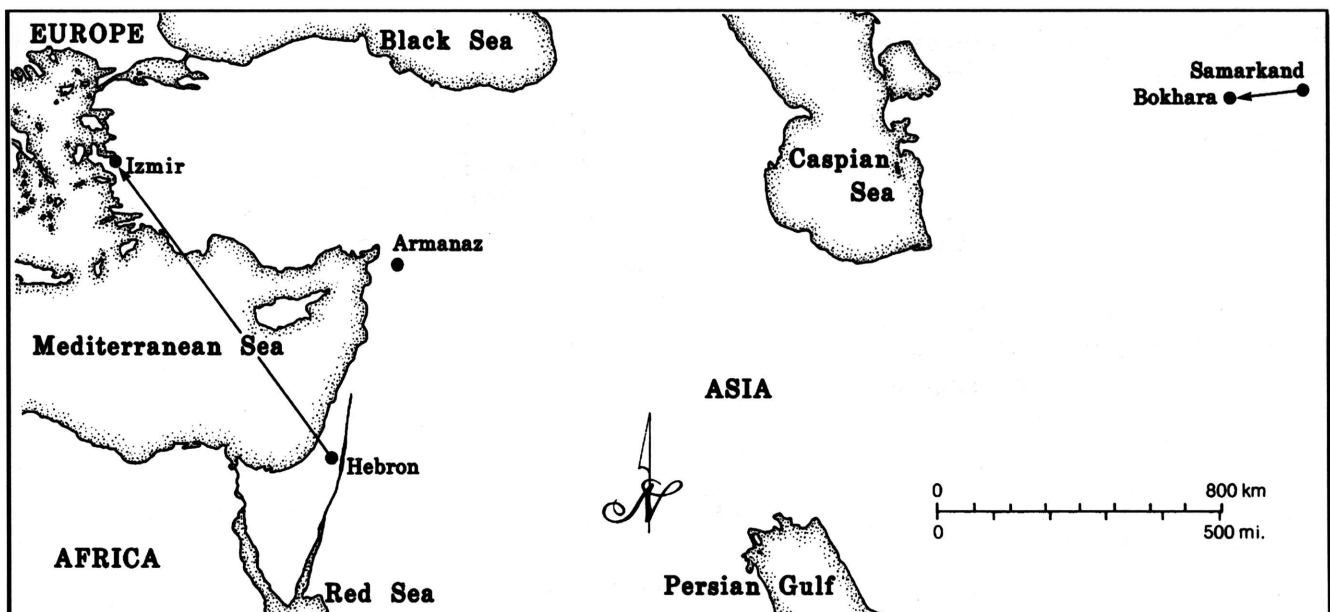 EUROPE
Black Sea
Samarkand
Bokhara
Izmir
Caspian
Sea
Armanaz
Mediterranean Sea
ASIA
Hebron
N
0 800 km
0 500 mi.
AFRICA
Red Sea
Persian Gulf